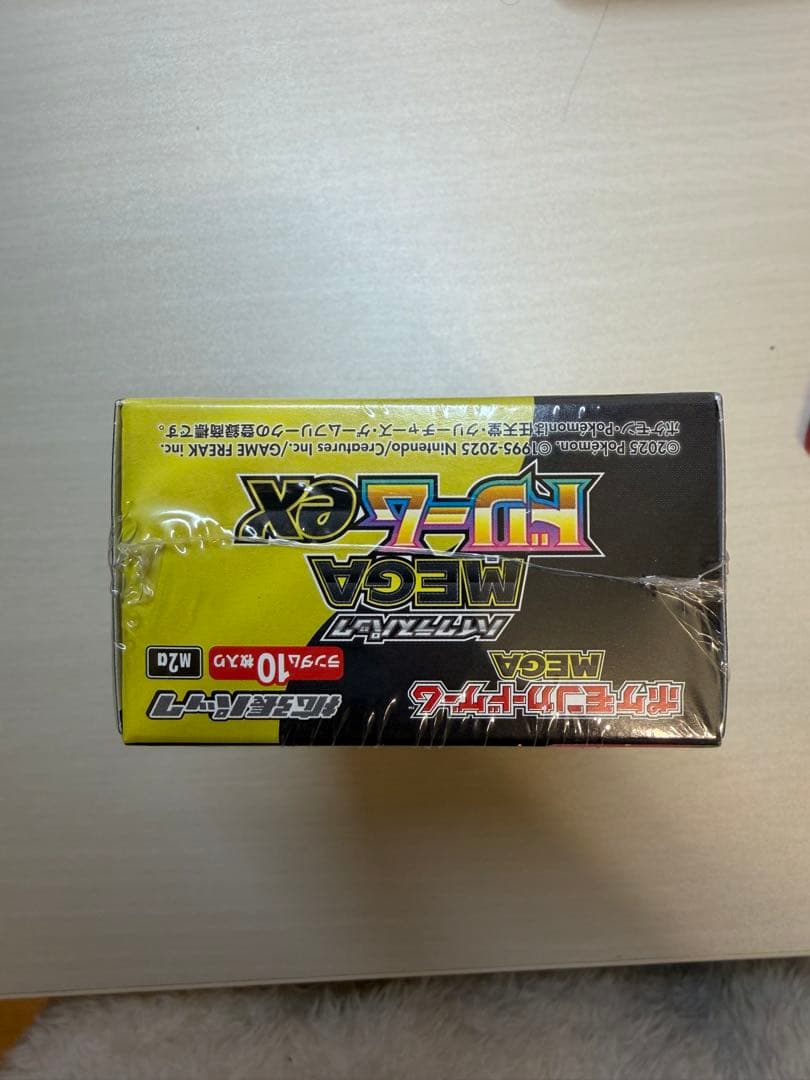 ポケモンカードゲーム
MEGA
拡張パック
ランダム10枚入り
M2a
ハイクラスパック
MEGA
ドリームex
©2025 Pokémon. ©1995-2025 Nintendo/Creatures Inc./GAME FREAK inc.
ポケモン・Pokémonは任天堂・クリーチャーズ・ゲームフリークの登録商標です。